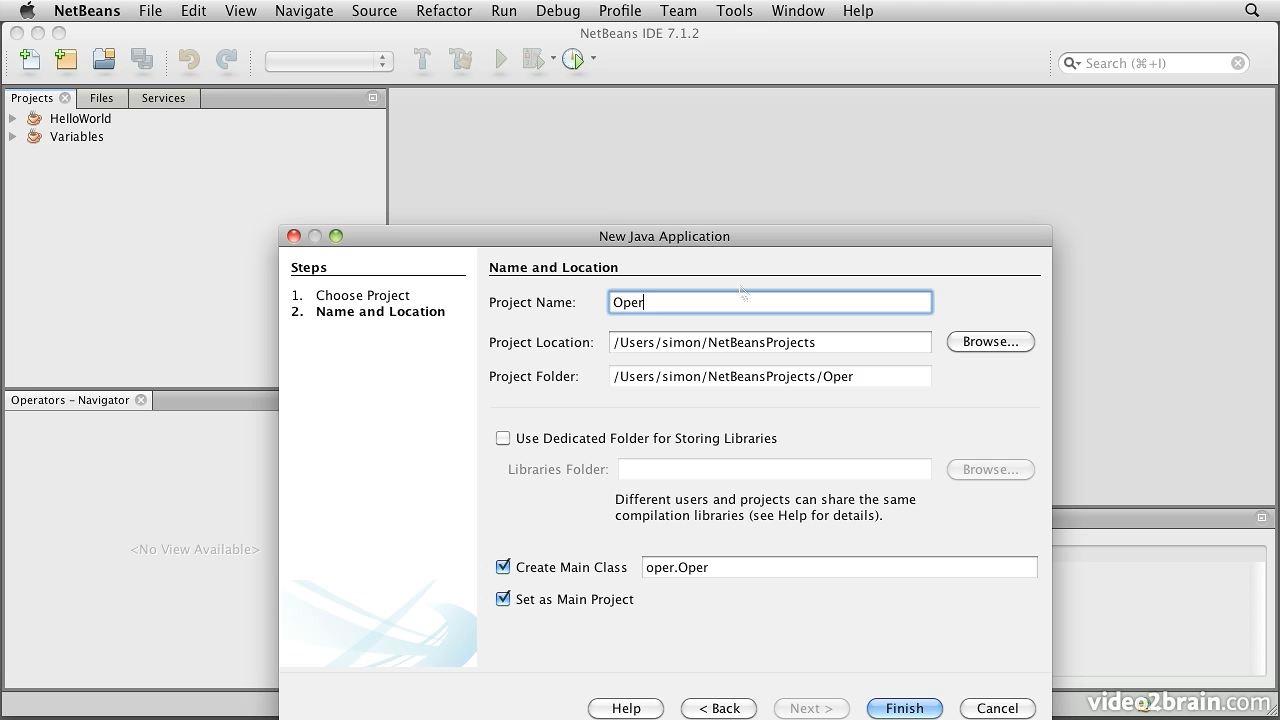 NetBeans File Edit View Navigate Source Refactor Run Debug Profile Team Tools Window Help
NetBeans IDE 7.1.2
Search (⌘+I)
Projects Files Services
HelloWorld
Variables
Operators - Navigator
<No View Available>
New Java Application
Steps
1. Choose Project
2. Name and Location
Name and Location
Project Name: Oper
Project Location: /Users/simon/NetBeansProjects Browse...
Project Folder: /Users/simon/NetBeansProjects/Oper
Use Dedicated Folder for Storing Libraries
Libraries Folder: Browse...
Different users and projects can share the same
compilation libraries (see Help for details).
Create Main Class oper.Oper
Set as Main Project
Help < Back Next > Finish Cancel
video2brain.com